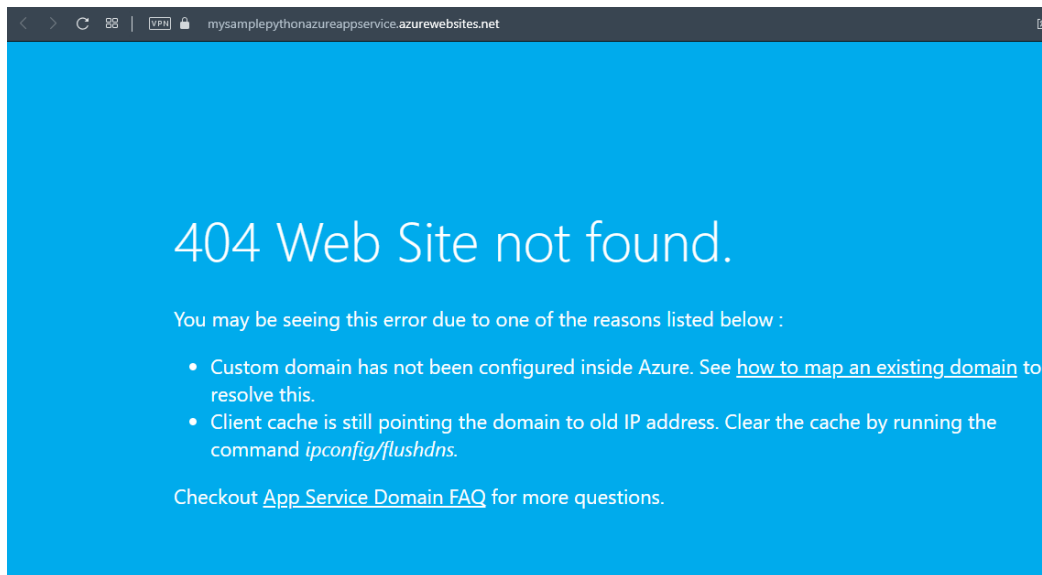 VPN mysamplepythonazureappservice.azurewebsites.net
404 Web Site not found.
You may be seeing this error due to one of the reasons listed below :
Custom domain has not been configured inside Azure. See how to map an existing domain to
resolve this.
Client cache is still pointing the domain to old IP address. Clear the cache by running the
command ipconfig/flushdns.
Checkout App Service Domain FAQ for more questions.